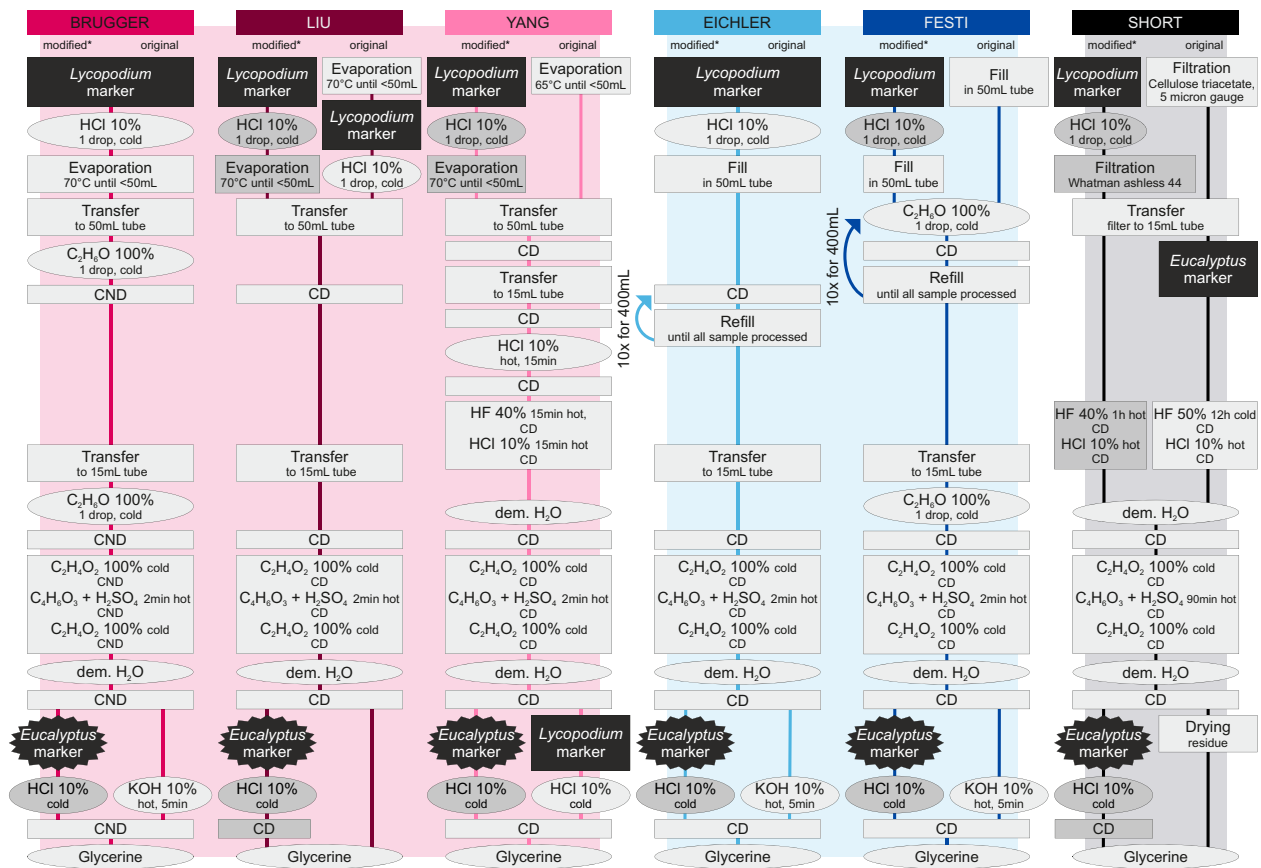 BRUGGER
modified*
original
Lycopodium
marker
HCl 10%
1 drop, cold
Evaporation
70°C until <50mL
Transfer
to 50mL tube
C₂H₆O 100%
1 drop, cold
CND
Transfer
to 15mL tube
C₂H₆O 100%
1 drop, cold
CND
C₂H₄O₂ 100% cold
CND
C₄H₆O₃ + H₂SO₄ 2min hot
CND
C₂H₄O₂ 100% cold
CND
dem. H₂O
CND
Eucalyptus
marker
HCl 10%
cold
KOH 10%
hot, 5min
CND
Glycerine
LIU
modified*
original
Lycopodium
marker
HCl 10%
1 drop, cold
Evaporation
70°C until <50mL
Evaporation
70°C until <50mL
Lycopodium
marker
HCl 10%
1 drop, cold
Transfer
to 50mL tube
CD
Transfer
to 15mL tube
CD
C₂H₄O₂ 100% cold
CD
C₄H₆O₃ + H₂SO₄ 2min hot
CD
C₂H₄O₂ 100% cold
CD
dem. H₂O
CD
Eucalyptus
marker
HCl 10%
cold
CD
Glycerine
YANG
modified*
original
Lycopodium
marker
HCl 10%
1 drop, cold
Evaporation
70°C until <50mL
Evaporation
65°C until <50mL
Transfer
to 50mL tube
CD
Transfer
to 15mL tube
CD
HCl 10%
hot, 15min
CD
HF 40% 15min hot,
CD
HCl 10% 15min hot
CD
dem. H₂O
CD
C₂H₄O₂ 100% cold
CD
C₄H₆O₃ + H₂SO₄ 2min hot
CD
C₂H₄O₂ 100% cold
CD
dem. H₂O
CD
Eucalyptus
marker
HCl 10%
cold
Lycopodium
marker
HCl 10%
cold
CD
Glycerine
EICHLER
modified*
original
Lycopodium
marker
HCl 10%
1 drop, cold
Fill
in 50mL tube
CD
Refill
until all sample processed
10x for 400mL
Transfer
to 15mL tube
CD
C₂H₄O₂ 100% cold
CD
C₄H₆O₃ + H₂SO₄ 2min hot
CD
C₂H₄O₂ 100% cold
CD
dem. H₂O
CD
Eucalyptus
marker
HCl 10%
cold
KOH 10%
hot, 5min
CD
Glycerine
FESTI
modified*
original
Lycopodium
marker
HCl 10%
1 drop, cold
Fill
in 50mL tube
Fill
in 50mL tube
C₂H₆O 100%
1 drop, cold
CD
Refill
until all sample processed
10x for 400mL
Transfer
to 15mL tube
C₂H₆O 100%
1 drop, cold
CD
C₂H₄O₂ 100% cold
CD
C₄H₆O₃ + H₂SO₄ 2min hot
CD
C₂H₄O₂ 100% cold
CD
dem. H₂O
CD
Eucalyptus
marker
HCl 10%
cold
KOH 10%
hot, 5min
CD
Glycerine
SHORT
modified*
original
Lycopodium
marker
HCl 10%
1 drop, cold
Filtration
Whatman ashless 44
Filtration
Cellulose triacetate,
5 micron gauge
Transfer
filter to 15mL tube
Eucalyptus
marker
HF 40% 1h hot
CD
HCl 10% hot
CD
HF 50% 12h cold
CD
HCl 10% hot
CD
dem. H₂O
CD
C₂H₄O₂ 100% cold
CD
C₄H₆O₃ + H₂SO₄ 90min hot
CD
C₂H₄O₂ 100% cold
CD
dem. H₂O
CD
Eucalyptus
marker
HCl 10%
cold
CD
Drying
residue
Glycerine